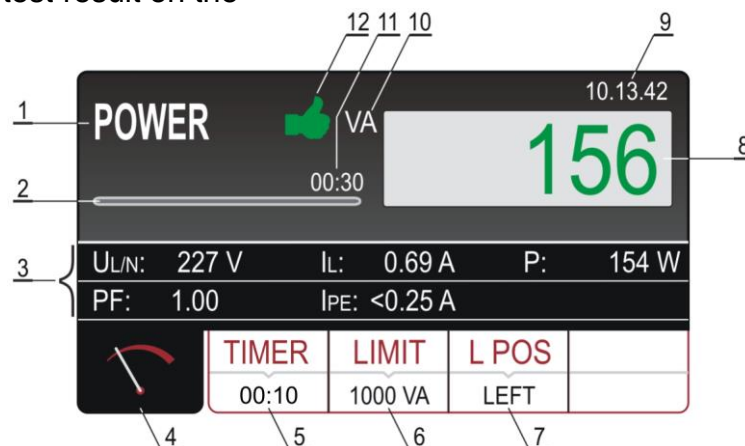 test result on the
12 11 10 9
10.13.42
1 POWER VA
156 8
00:30
2
UL/N: 227 V IL: 0.69 A P: 154 W
3
PF: 1.00 IPE: <0.25 A
TIMER LIMIT L POS
00:10 1000 VA LEFT
4 5 6 7